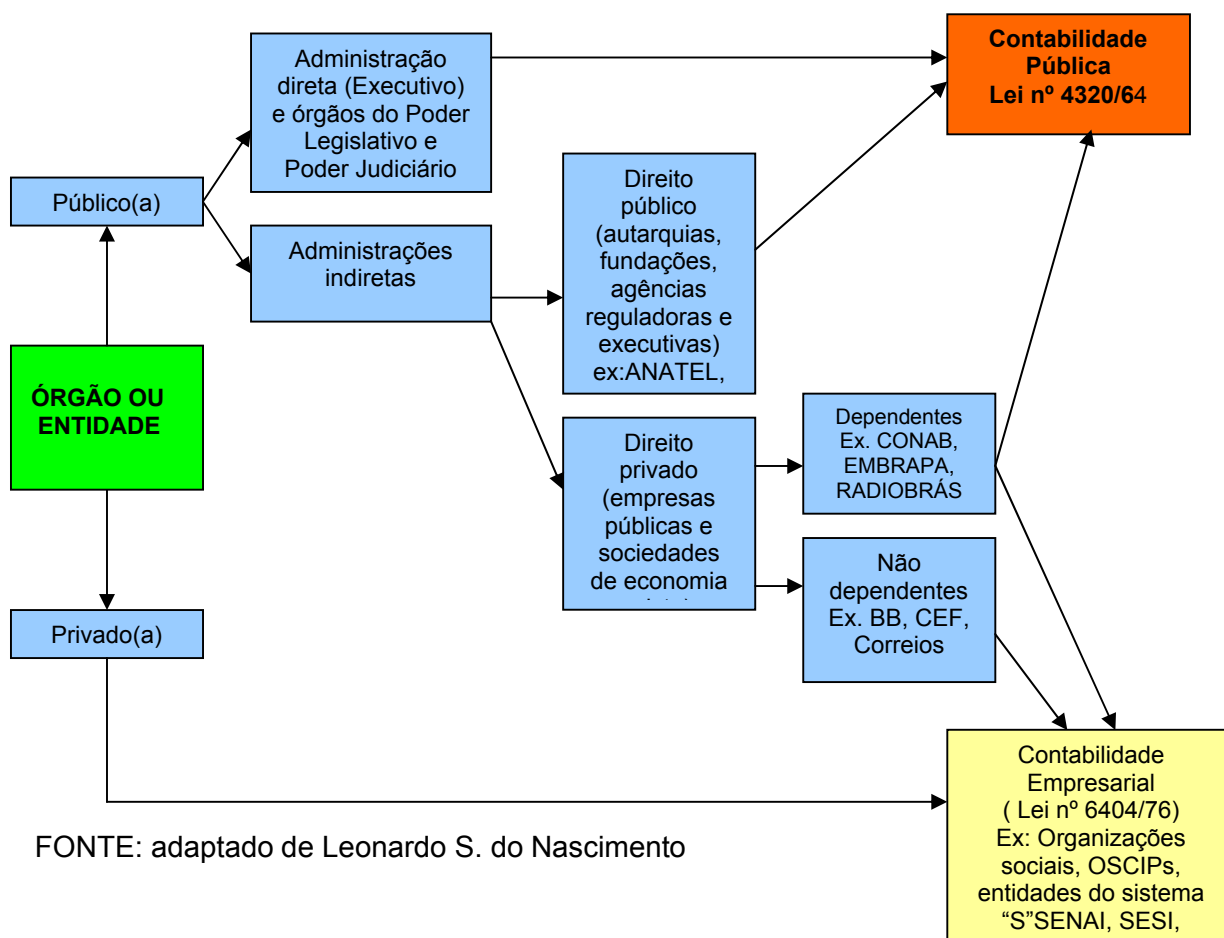 Administração
direta (Executivo)
e órgãos do Poder
Legislativo e
Poder Judiciário
Contabilidade
Pública
Lei nº 4320/64
Público(a)
Administrações
indiretas
Direito
público
(autarquias,
fundações,
agências
reguladoras e
executivas)
ex:ANATEL,
ÓRGÃO OU
ENTIDADE
Direito
privado
(empresas
públicas e
sociedades
de economia
Dependentes
Ex. CONAB,
EMBRAPA,
RADIOBRÁS
Não
dependentes
Ex. BB, CEF,
Correios
Privado(a)
Contabilidade
Empresarial
( Lei nº 6404/76)
Ex: Organizações
sociais, OSCIPs,
entidades do sistema
“S”SENAI, SESI,
FONTE: adaptado de Leonardo S. do Nascimento